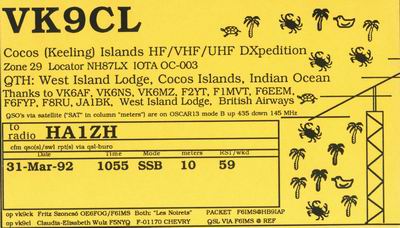 VK9CL
Cocos (Keeling) Islands HF/VHF/UHF DXpedition
Zone 29 Locator NH87LX IOTA OC-003
QTH: West Island Lodge, Cocos Islands, Indian Ocean
Thanks to VK6AF, VK6NS, VK6MZ, F2YT, F1MVT, F6EEM,
F6FYP, F8RU, JA1BK, West Island Lodge, British Airways
QSO's via satellite ("SAT" in column "meters") are on OSCAR13 mode B up 435 down 145 MHz
to
radio HA1ZH
cfm qso(s)/swl rpt(s) via qsl-buro
Date Time Mode meters RST/wkd
31-Mar-92 1055 SSB 10 59
op vk9cl Fritz Szoncsó OE6FOG/F6IMS Both: "Les Noirets" PACKET F6IMS@HB9IAP
op vk9cl Claudia-Elisabeth Wulz F5NYQ F-01170 CHEVRY QSL VIA F6IMS @ REF